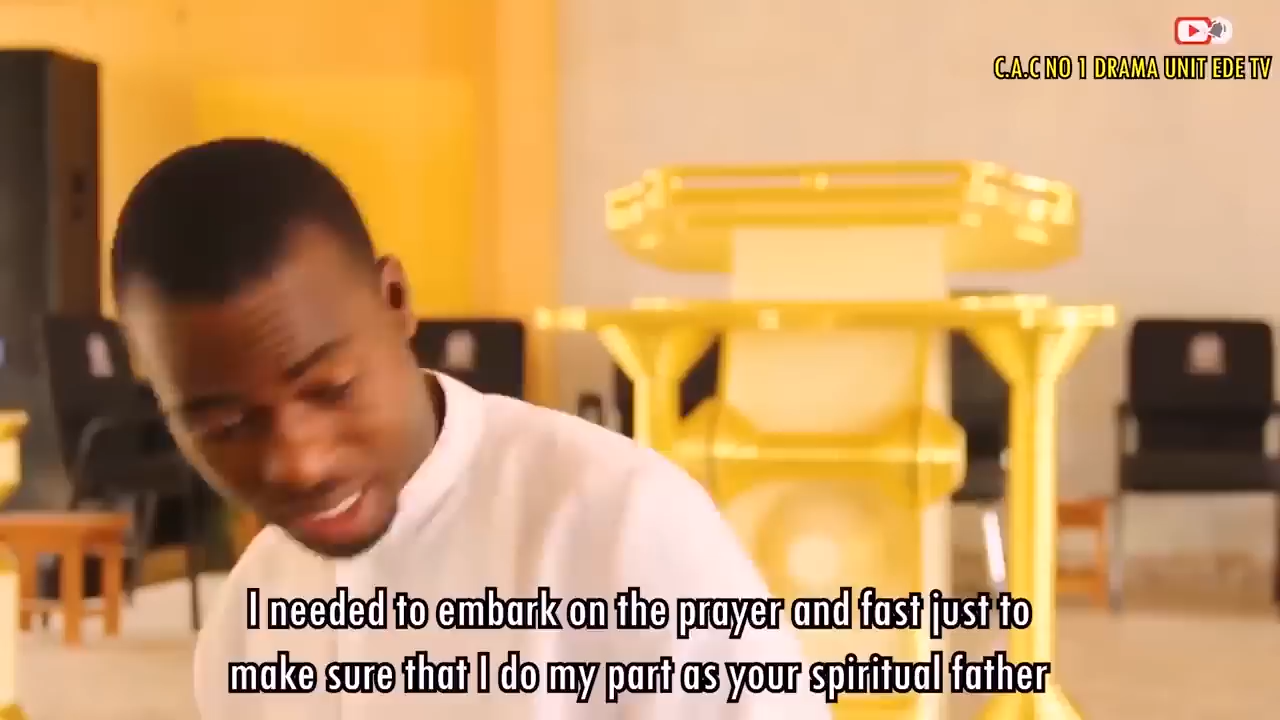 C.A.C NO 1 DRAMA UNIT EDE TV
I needed to embark on the prayer and fast just to
make sure that I do my part as your spiritual father